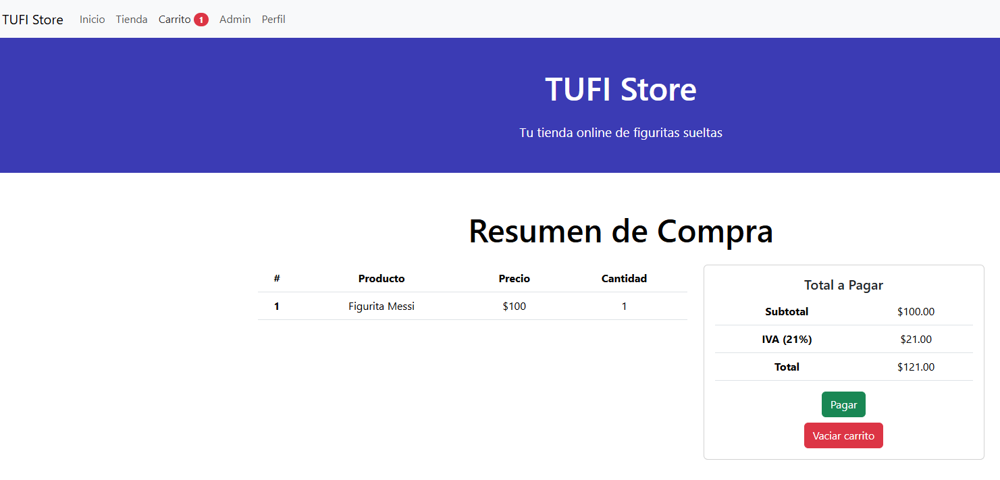 TUFI Store Inicio Tienda Carrito 1 Admin Perfil
TUFI Store
Tu tienda online de figuritas sueltas
Resumen de Compra
# Producto Precio Cantidad
1 Figurita Messi $100 1
Total a Pagar
Subtotal $100.00
IVA (21%) $21.00
Total $121.00
Pagar
Vaciar carrito